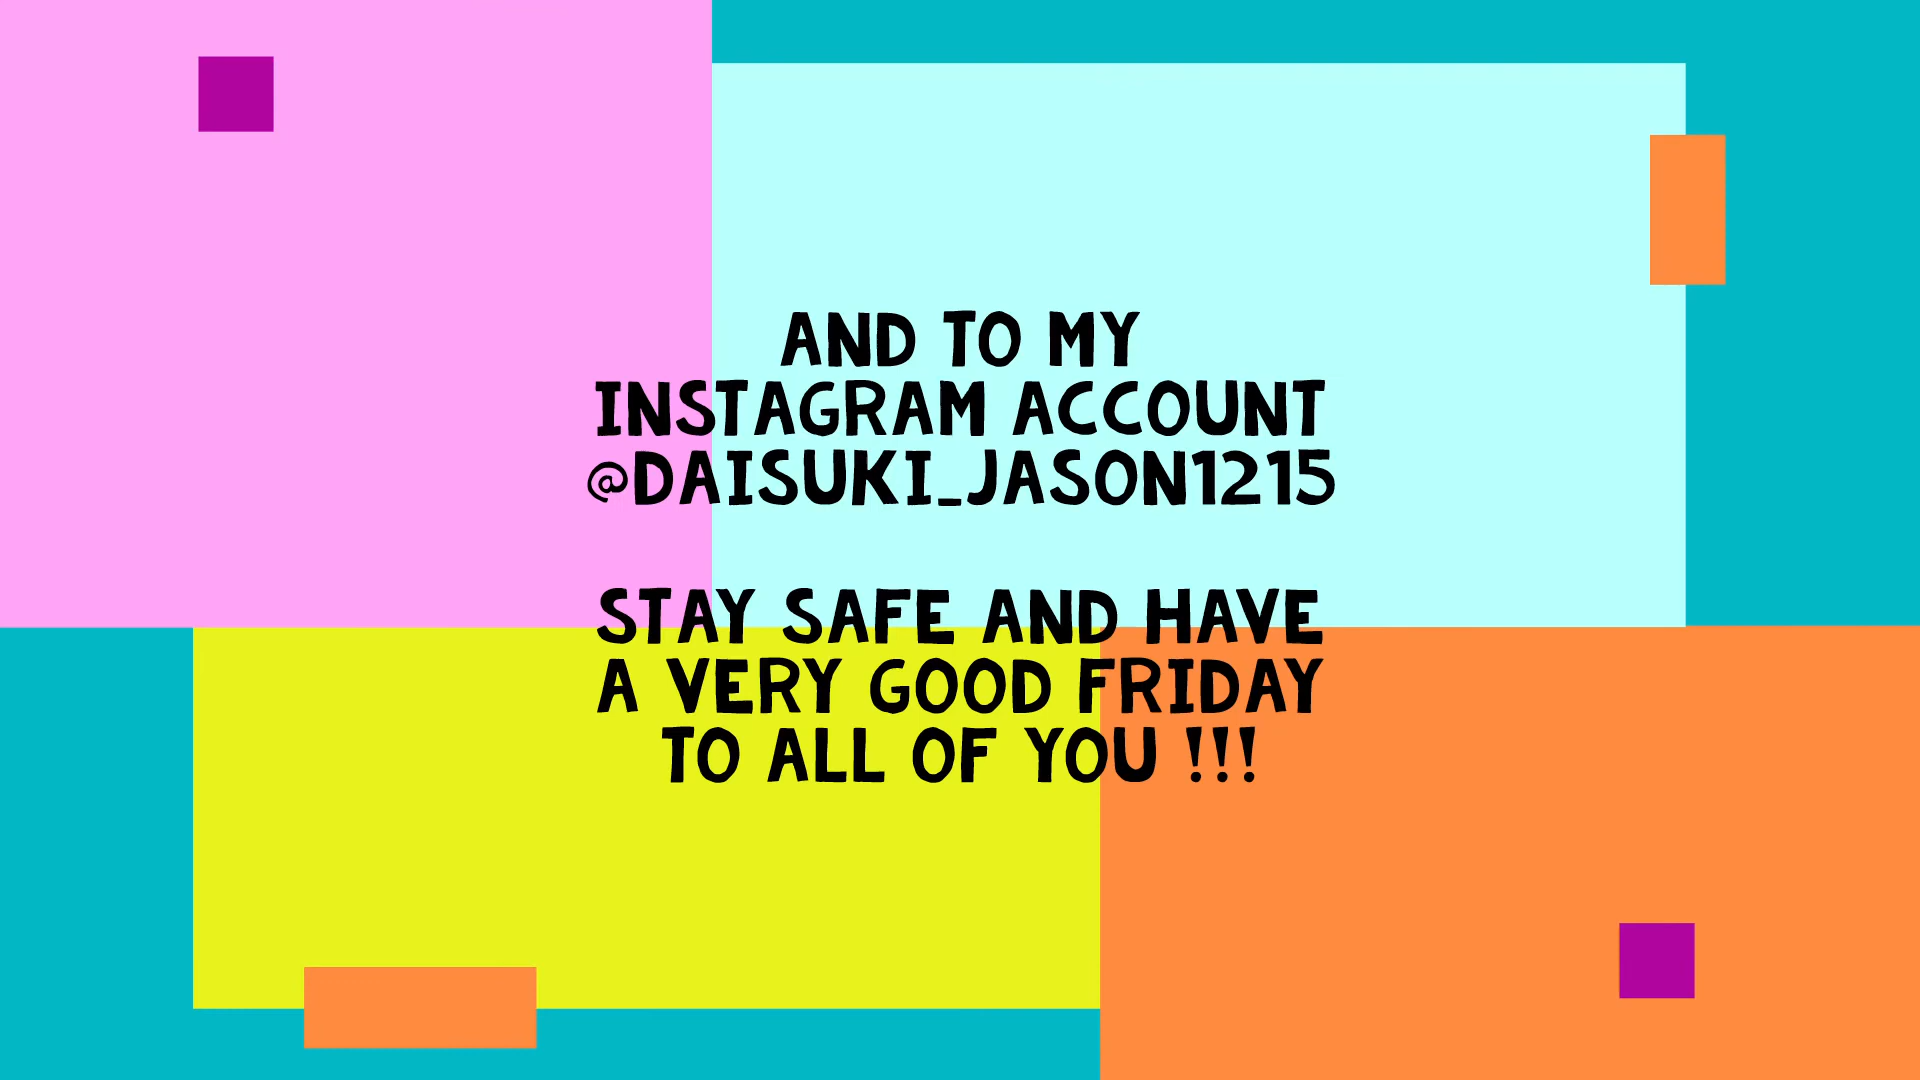 AND TO MY
INSTAGRAM ACCOUNT
@DAISUKI_JASON1215
STAY SAFE AND HAVE
A VERY GOOD FRIDAY
TO ALL OF YOU !!!